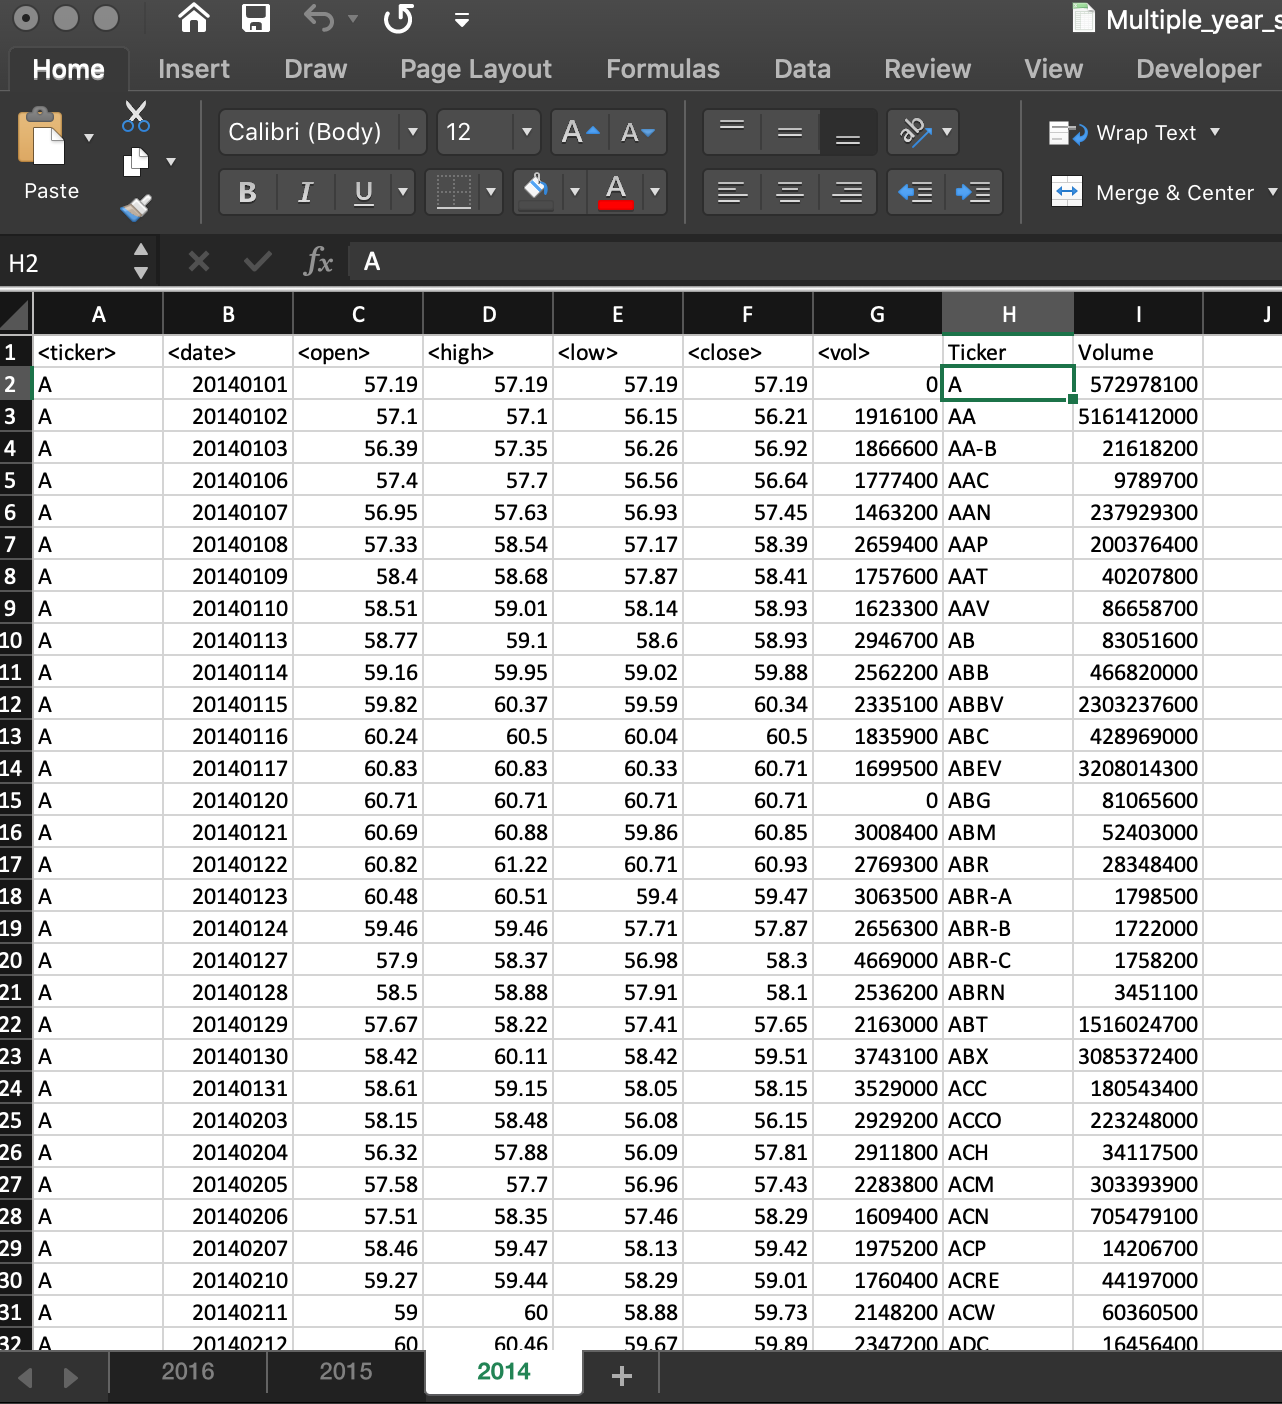 Multiple_year_s
Home Insert Draw Page Layout Formulas Data Review View Developer
Paste
Calibri (Body) 12 A A
B I U A
ab
Wrap Text
Merge & Center
H2 fx A
A B C D E F G H I J
1 <ticker> <date> <open> <high> <low> <close> <vol> Ticker Volume
2 A 20140101 57.19 57.19 57.19 57.19 0 A 572978100
3 A 20140102 57.1 57.1 56.15 56.21 1916100 AA 5161412000
4 A 20140103 56.39 57.35 56.26 56.92 1866600 AA-B 21618200
5 A 20140106 57.4 57.7 56.56 56.64 1777400 AAC 9789700
6 A 20140107 56.95 57.63 56.93 57.45 1463200 AAN 237929300
7 A 20140108 57.33 58.54 57.17 58.39 2659400 AAP 200376400
8 A 20140109 58.4 58.68 57.87 58.41 1757600 AAT 40207800
9 A 20140110 58.51 59.01 58.14 58.93 1623300 AAV 86658700
10 A 20140113 58.77 59.1 58.6 58.93 2946700 AB 83051600
11 A 20140114 59.16 59.95 59.02 59.88 2562200 ABB 466820000
12 A 20140115 59.82 60.37 59.59 60.34 2335100 ABBV 2303237600
13 A 20140116 60.24 60.5 60.04 60.5 1835900 ABC 428969000
14 A 20140117 60.83 60.83 60.33 60.71 1699500 ABEV 3208014300
15 A 20140120 60.71 60.71 60.71 60.71 0 ABG 81065600
16 A 20140121 60.69 60.88 59.86 60.85 3008400 ABM 52403000
17 A 20140122 60.82 61.22 60.71 60.93 2769300 ABR 28348400
18 A 20140123 60.48 60.51 59.4 59.47 3063500 ABR-A 1798500
19 A 20140124 59.46 59.46 57.71 57.87 2656300 ABR-B 1722000
20 A 20140127 57.9 58.37 56.98 58.3 4669000 ABR-C 1758200
21 A 20140128 58.5 58.88 57.91 58.1 2536200 ABRN 3451100
22 A 20140129 57.67 58.22 57.41 57.65 2163000 ABT 1516024700
23 A 20140130 58.42 60.11 58.42 59.51 3743100 ABX 3085372400
24 A 20140131 58.61 59.15 58.05 58.15 3529000 ACC 180543400
25 A 20140203 58.15 58.48 56.08 56.15 2929200 ACCO 223248000
26 A 20140204 56.32 57.88 56.09 57.81 2911800 ACH 34117500
27 A 20140205 57.58 57.7 56.96 57.43 2283800 ACM 303393900
28 A 20140206 57.51 58.35 57.46 58.29 1609400 ACN 705479100
29 A 20140207 58.46 59.47 58.13 59.42 1975200 ACP 14206700
30 A 20140210 59.27 59.44 58.29 59.01 1760400 ACRE 44197000
31 A 20140211 59 60 58.88 59.73 2148200 ACW 60360500
32 A 20140212 60 60.46 59.67 59.89 2347200 ADC 16456400
2016 2015 2014 +